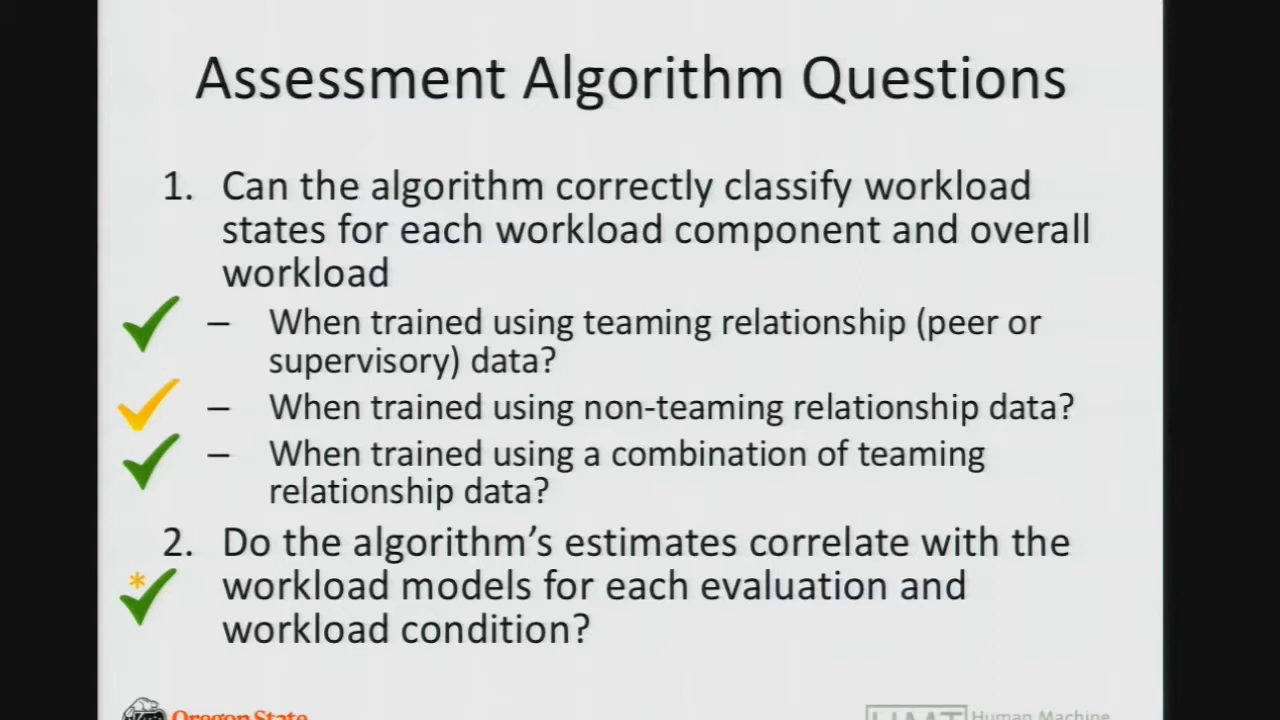 Assessment Algorithm Questions
1. Can the algorithm correctly classify workload
states for each workload component and overall
workload
– When trained using teaming relationship (peer or
supervisory) data?
– When trained using non-teaming relationship data?
– When trained using a combination of teaming
relationship data?
2. Do the algorithm’s estimates correlate with the
* workload models for each evaluation and
workload condition?
Oregon State
HMT Human Machine